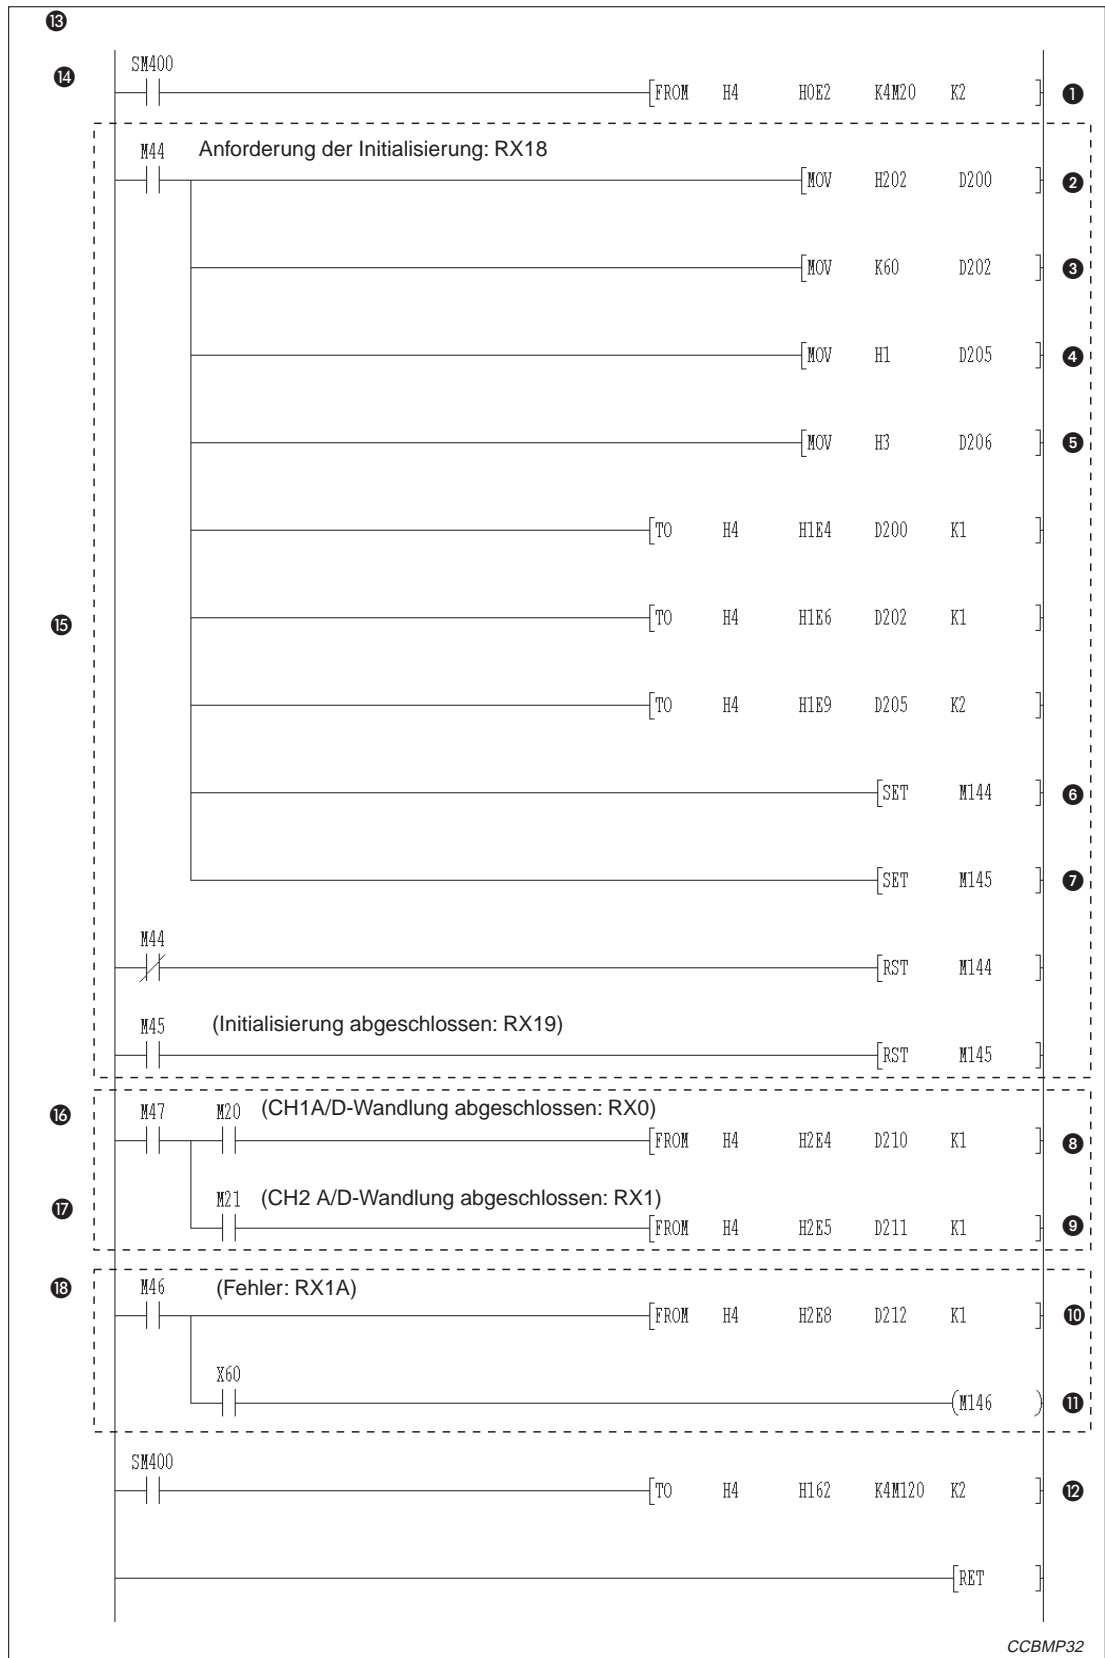 ⓭
SM400
⓮ [FROM H4 H0E2 K4M20 K2 ] ❶
M44 Anforderung der Initialisierung: RX18
[MOV H202 D200 ] ❷
[MOV K60 D202 ] ❸
[MOV H1 D205 ] ❹
[MOV H3 D206 ] ❺
[TO H4 H1E4 D200 K1 ]
⓯ [TO H4 H1E6 D202 K1 ]
[TO H4 H1E9 D205 K2 ]
[SET M144 ] ❻
[SET M145 ] ❼
M44
[RST M144 ]
M45 (Initialisierung abgeschlossen: RX19)
[RST M145 ]
⓰ M47 M20 (CH1A/D-Wandlung abgeschlossen: RX0)
[FROM H4 H2E4 D210 K1 ] ❽
⓱ M21 (CH2 A/D-Wandlung abgeschlossen: RX1)
[FROM H4 H2E5 D211 K1 ] ❾
⓲ M46 (Fehler: RX1A)
[FROM H4 H2E8 D212 K1 ] ❿
X60
(M146 ) ⓫
SM400
[TO H4 H162 K4M120 K2 ] ⓬
[RET ]
CCBMP32